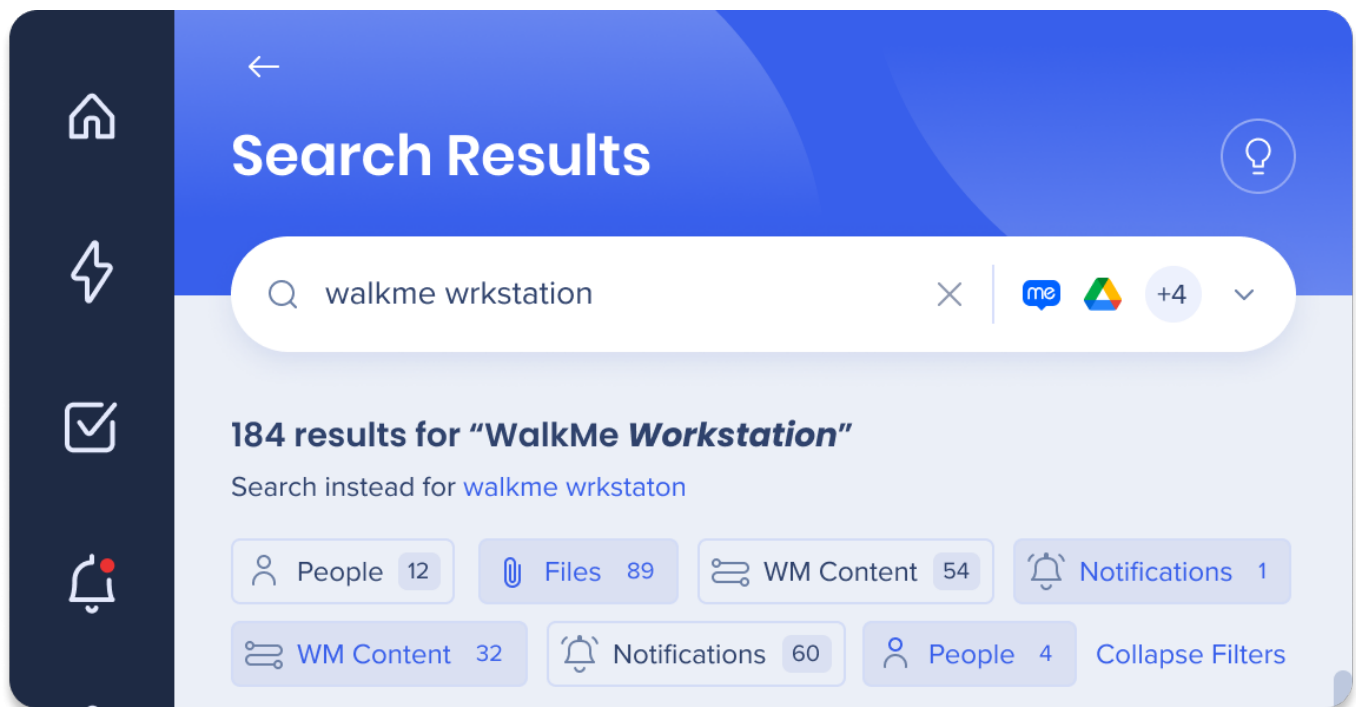 Search Results
walkme wrkstation me +4
184 results for “WalkMe Workstation”
Search instead for walkme wrkstaton
People 12 Files 89 WM Content 54 Notifications 1
WM Content 32 Notifications 60 People 4 Collapse Filters